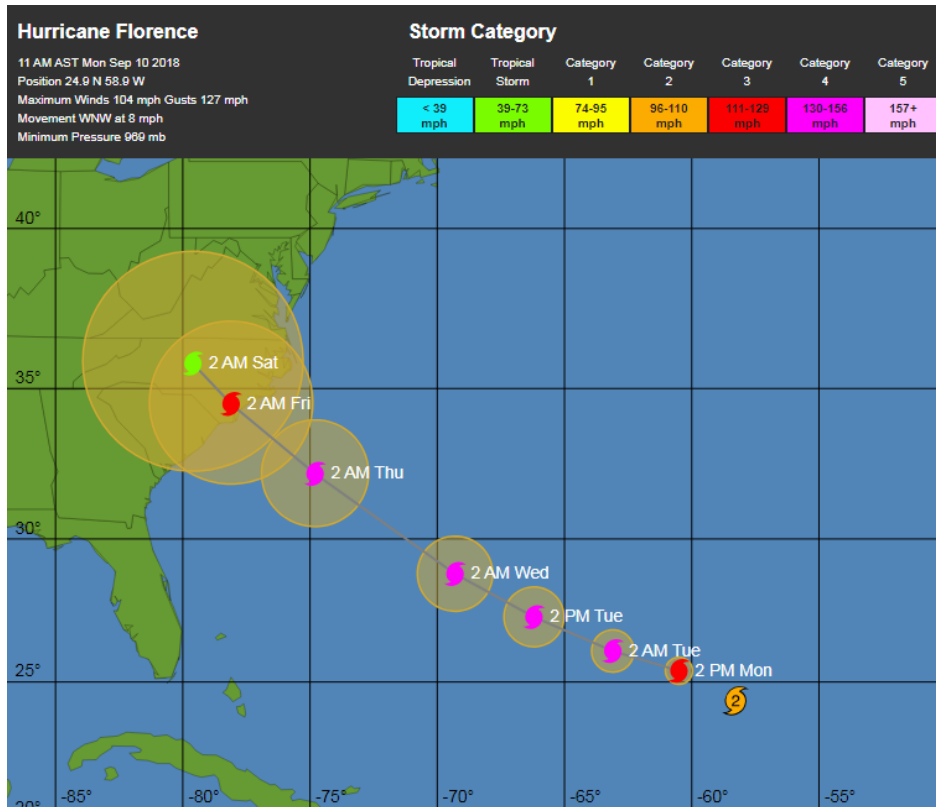 Hurricane Florence
11 AM AST Mon Sep 10 2018
Position 24.9 N 58.9 W
Maximum Winds 104 mph Gusts 127 mph
Movement WNW at 8 mph
Minimum Pressure 969 mb
Storm Category
Tropical Depression
Tropical Storm
Category 1
Category 2
Category 3
Category 4
Category 5
< 39 mph
39-73 mph
74-95 mph
96-110 mph
111-129 mph
130-156 mph
157+ mph
40°
35°
2 AM Sat
2 AM Fri
2 AM Thu
30°
2 AM Wed
2 PM Tue
2 AM Tue
2 PM Mon
25°
2
20°
-85°
-80°
-75°
-70°
-65°
-60°
-55°